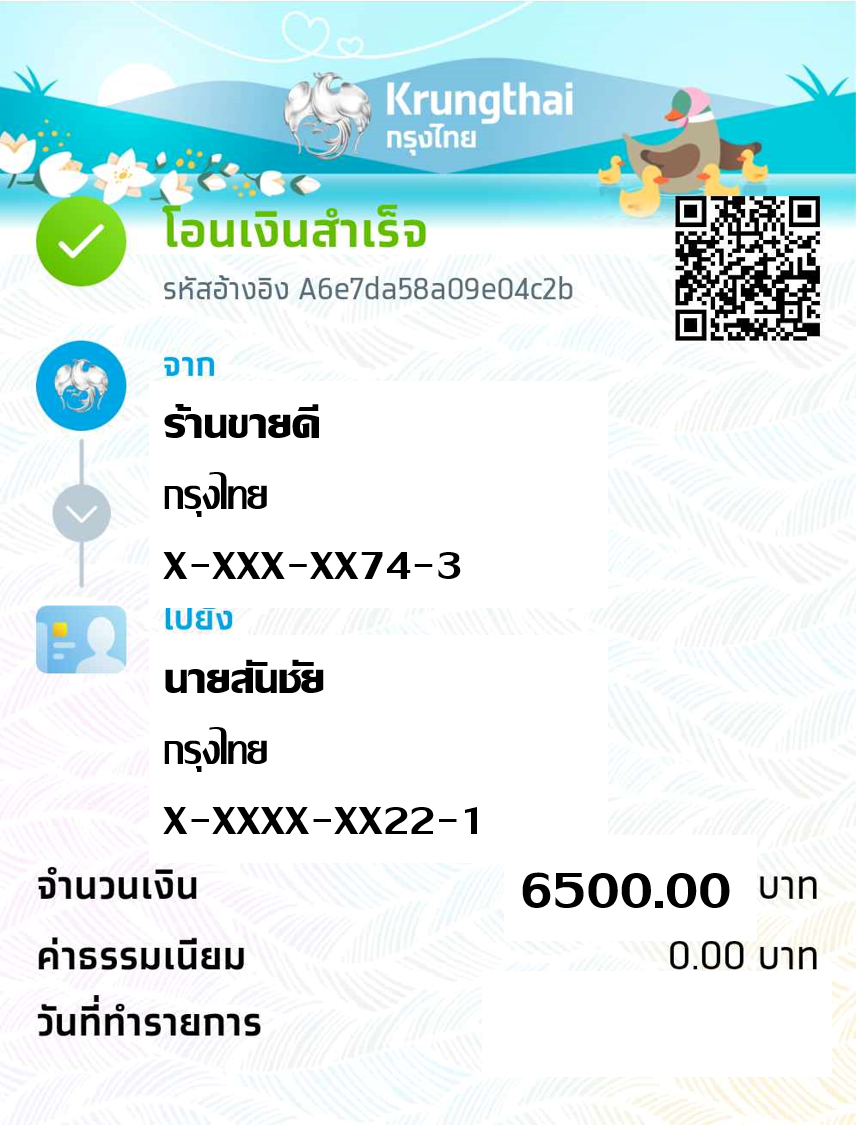 Krungthai
กรุงไทย
โอนเงินสำเร็จ
รหัสอ้างอิง A6e7da58a09e04c2b
จาก
ร้านขายดี
กรุงไทย
X-XXX-XX74-3
ไปยัง
นายสันชัย
กรุงไทย
X-XXXX-XX22-1
จำนวนเงิน 6500.00 บาท
ค่าธรรมเนียม 0.00 บาท
วันที่ทำรายการ